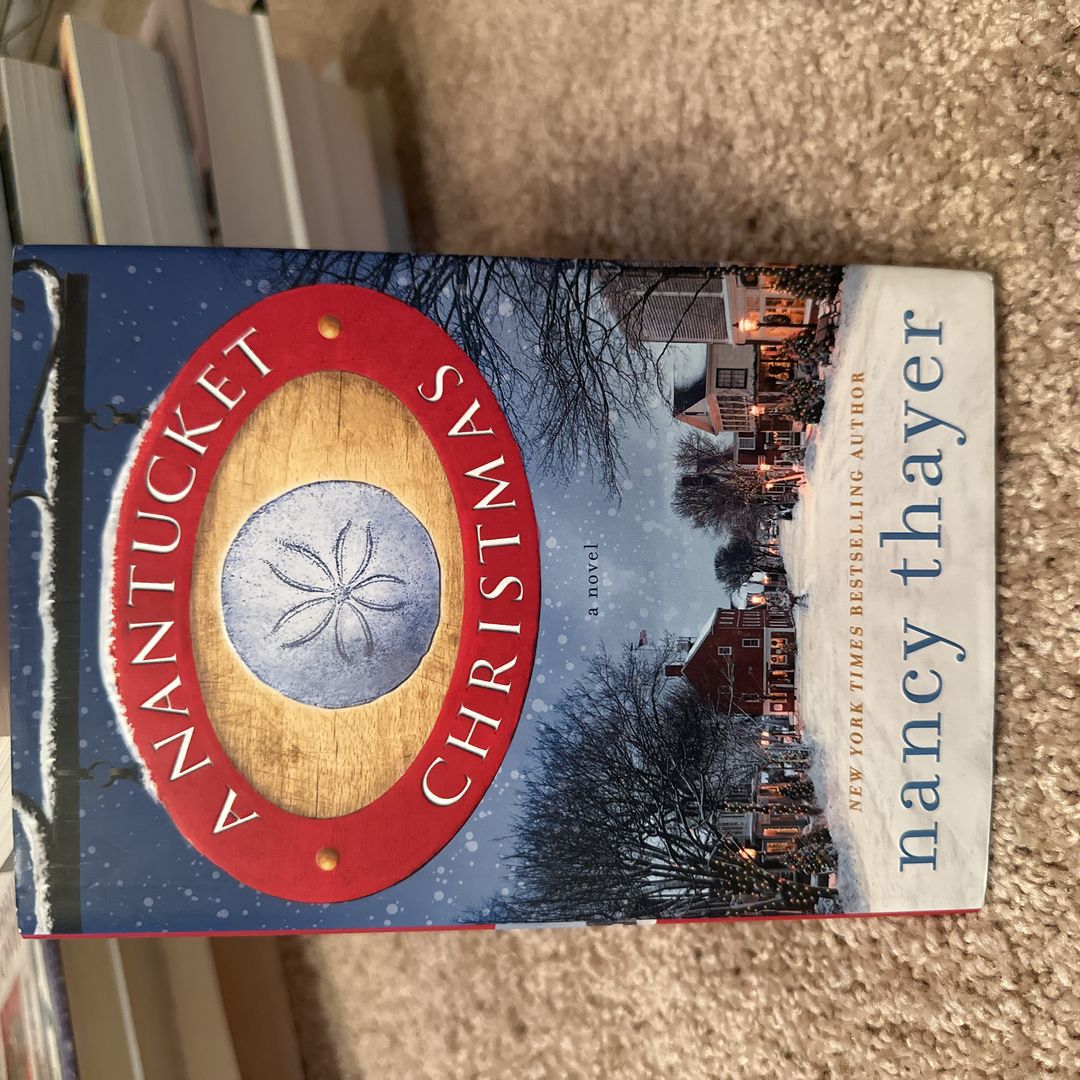 A NANTUCKET
CHRISTMAS
a novel
NEW YORK TIMES BESTSELLING AUTHOR
nancy thayer